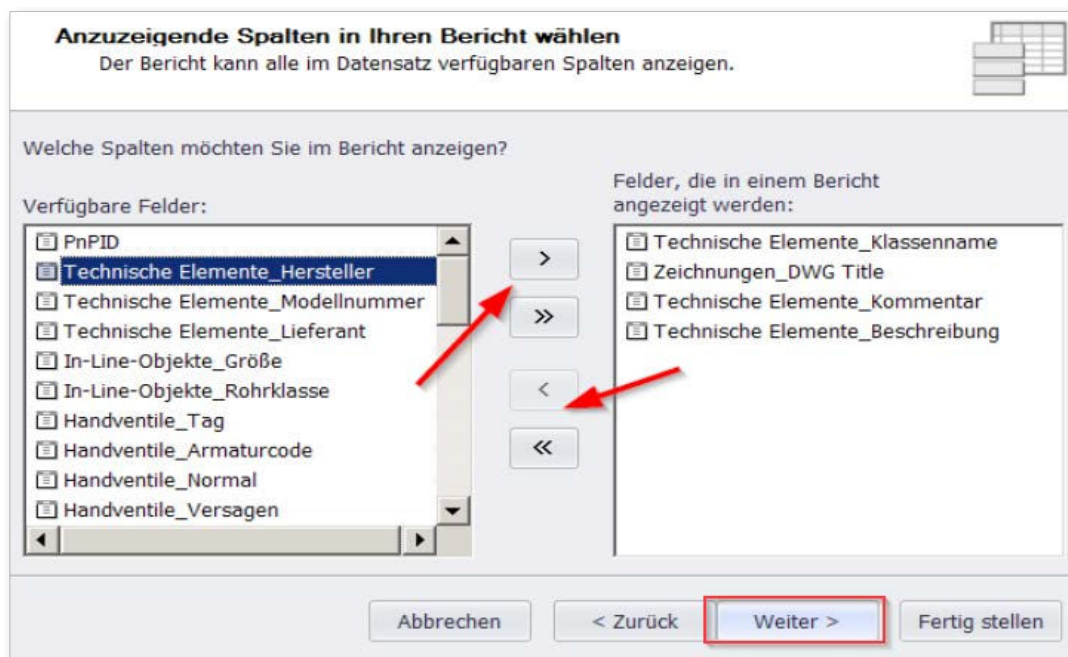 Anzuzeigende Spalten in Ihren Bericht wählen
Der Bericht kann alle im Datensatz verfügbaren Spalten anzeigen.
Welche Spalten möchten Sie im Bericht anzeigen?
Verfügbare Felder:
PnPID
Technische Elemente_Hersteller
Technische Elemente_Modellnummer
Technische Elemente_Lieferant
In-Line-Objekte_Größe
In-Line-Objekte_Rohrklasse
Handventile_Tag
Handventile_Armaturcode
Handventile_Normal
Handventile_Versagen
>
>>
<
<<
Felder, die in einem Bericht
angezeigt werden:
Technische Elemente_Klassenname
Zeichnungen_DWG Title
Technische Elemente_Kommentar
Technische Elemente_Beschreibung
Abbrechen
< Zurück
Weiter >
Fertig stellen